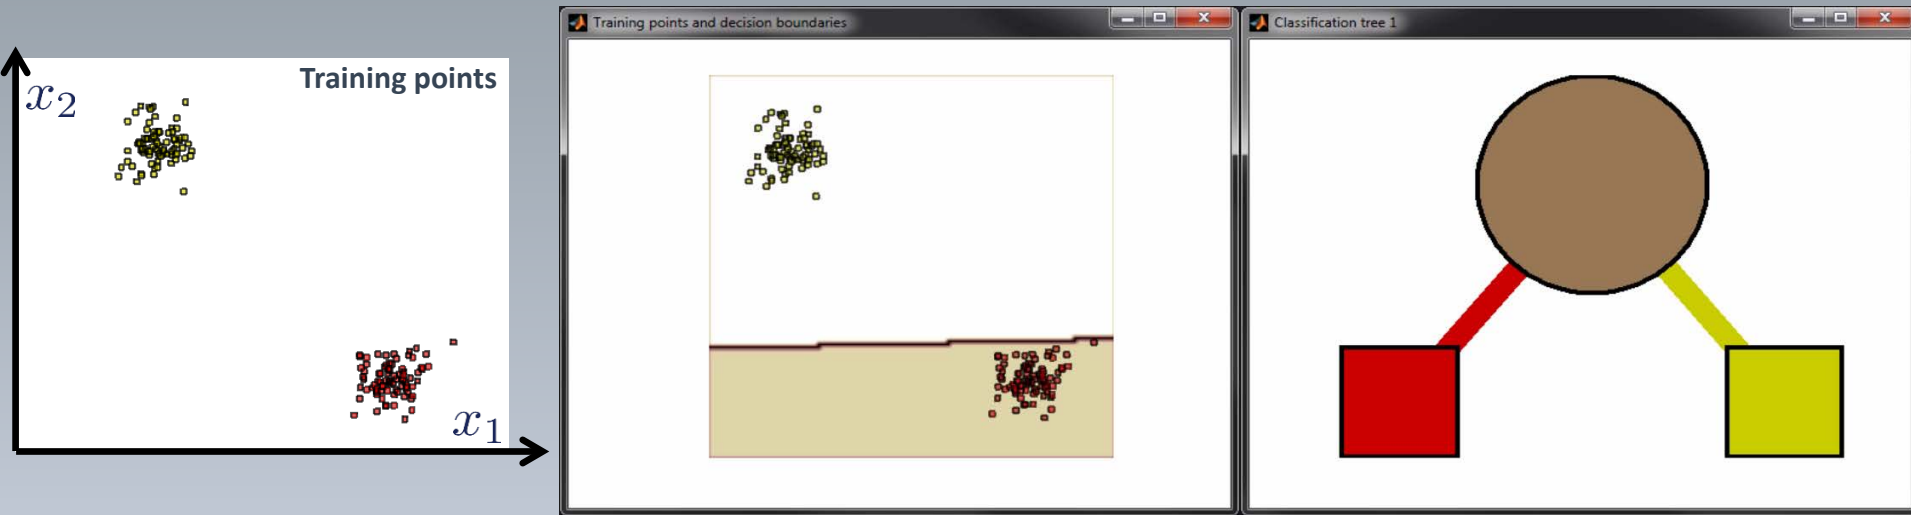 Training points
x2
x1
Training points and decision boundaries
Classification tree 1